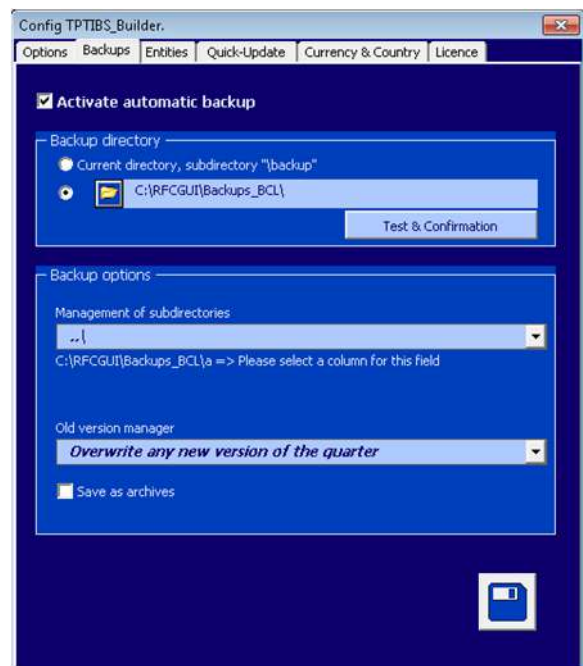 Config TPTIBS_Builder.
Options Backups Entities Quick-Update Currency & Country Licence
Activate automatic backup
Backup directory
Current directory, subdirectory "\backup"
C:\RFCGUI\Backups_BCL\
Test & Confirmation
Backup options
Management of subdirectories
..\
C:\RFCGUI\Backups_BCL\a => Please select a column for this field
Old version manager
Overwrite any new version of the quarter
Save as archives